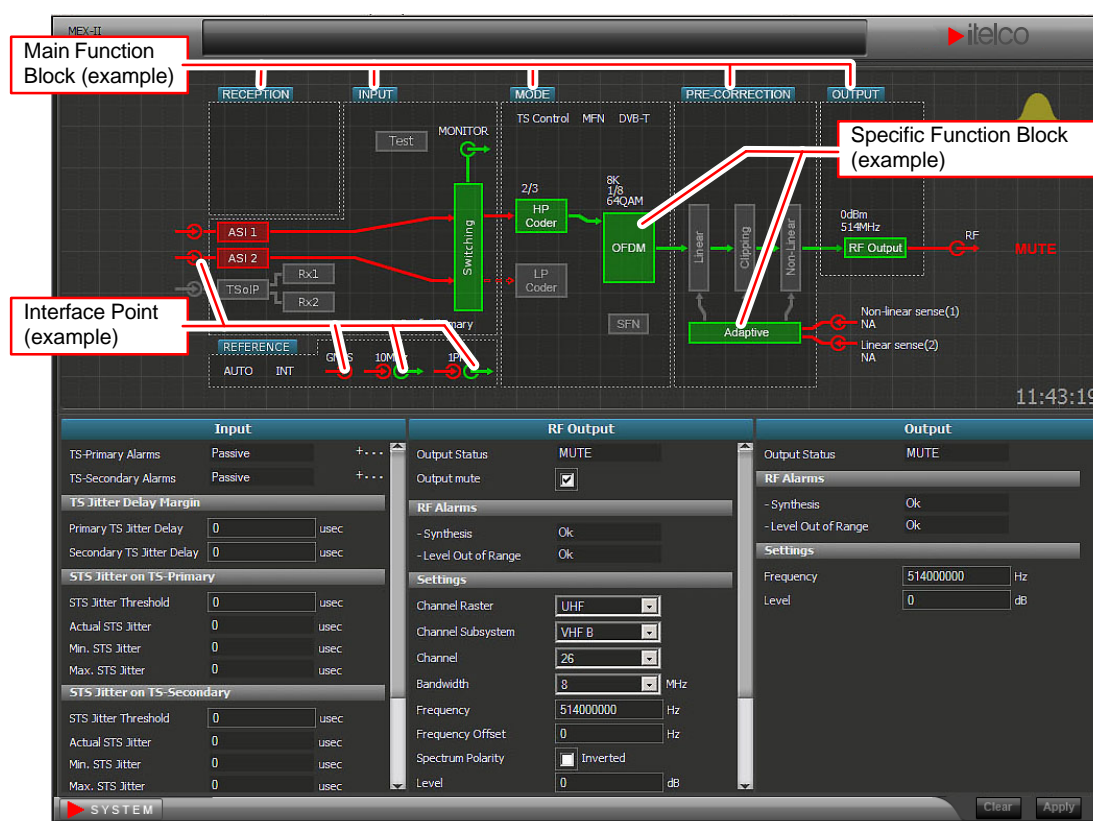 MEX-II
itelco
Main Function
Block (example)
RECEPTION
INPUT
MODE
PRE-CORRECTION
OUTPUT
TS Control MFN DVB-T
Specific Function Block
(example)
Test
MONITOR
2/3
8K
1/8
64QAM
HP
Coder
OFDM
LP
Coder
SFN
Switching
ASI 1
ASI 2
TSoIP
Rx1
Rx2
Linear
Clipping
Non-Linear
Adaptive
0dBm
514MHz
RF Output
RF
MUTE
Non-linear sense(1)
NA
Linear sense(2)
NA
Interface Point
(example)
REFERENCE
AUTO INT
11:43:19
Input
TS-Primary Alarms Passive +...
TS-Secondary Alarms Passive +...
TS Jitter Delay Margin
Primary TS Jitter Delay 0 usec
Secondary TS Jitter Delay 0 usec
STS Jitter on TS-Primary
STS Jitter Threshold 0 usec
Actual STS Jitter 0 usec
Min. STS Jitter 0 usec
Max. STS Jitter 0 usec
STS Jitter on TS-Secondary
STS Jitter Threshold 0 usec
Actual STS Jitter 0 usec
Min. STS Jitter 0 usec
Max. STS Jitter 0 usec
RF Output
Output Status MUTE
Output mute
RF Alarms
- Synthesis Ok
- Level Out of Range Ok
Settings
Channel Raster UHF
Channel Subsystem VHF B
Channel 26
Bandwidth 8 MHz
Frequency 514000000 Hz
Frequency Offset 0 Hz
Spectrum Polarity Inverted
Level 0 dB
Output
Output Status MUTE
RF Alarms
- Synthesis Ok
- Level Out of Range Ok
Settings
Frequency 514000000 Hz
Level 0 dB
SYSTEM
Clear Apply